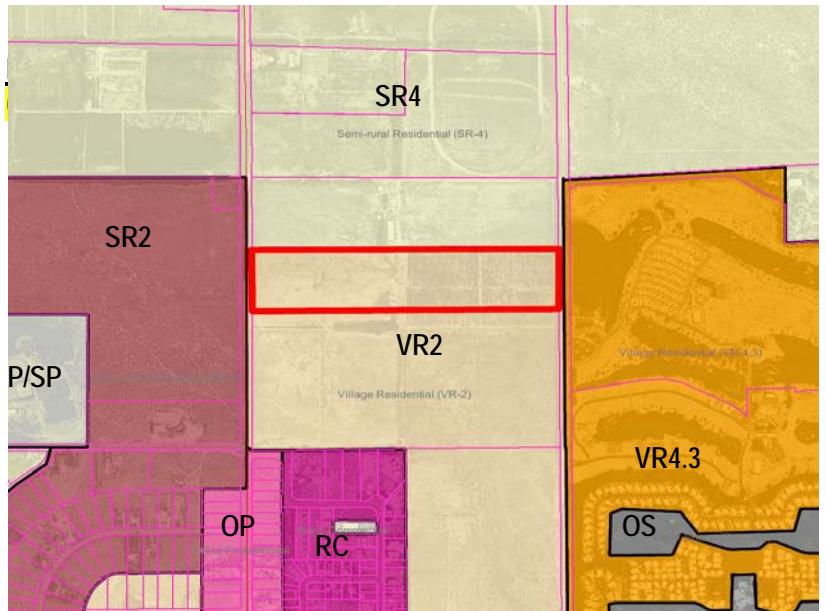 SR4
Semi-rural Residential (SR-4)
SR2
VR2
P/SP
Village Residential (VR-2)
Village Residential (VR-4.3)
VR4.3
OP
RC
OS